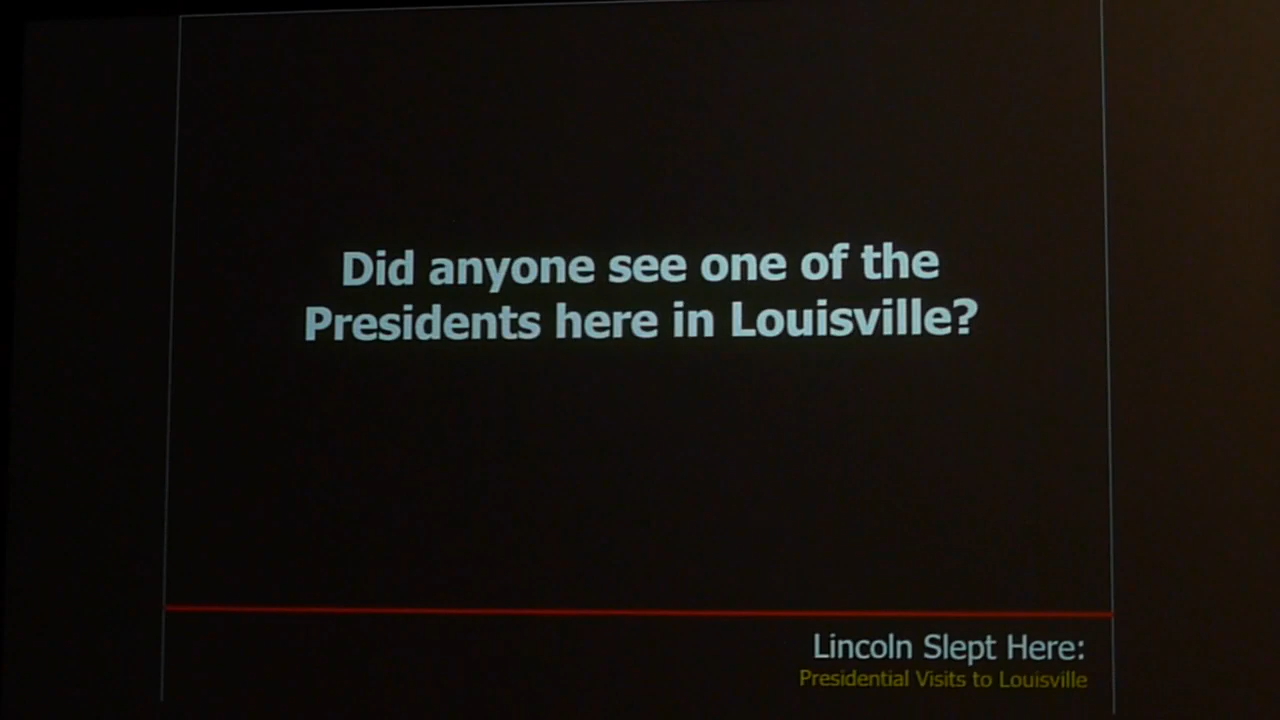 Did anyone see one of the
Presidents here in Louisville?
Lincoln Slept Here:
Presidential Visits to Louisville